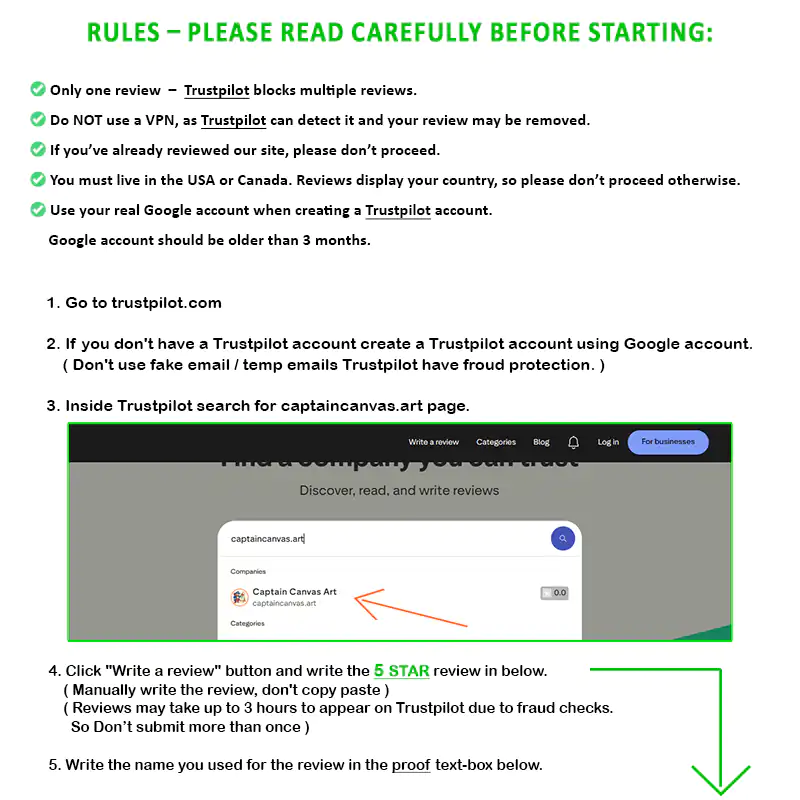 RULES – PLEASE READ CAREFULLY BEFORE STARTING:
Only one review – Trustpilot blocks multiple reviews.
Do NOT use a VPN, as Trustpilot can detect it and your review may be removed.
If you’ve already reviewed our site, please don’t proceed.
You must live in the USA or Canada. Reviews display your country, so please don’t proceed otherwise.
Use your real Google account when creating a Trustpilot account.
Google account should be older than 3 months.
1. Go to trustpilot.com
2. If you don't have a Trustpilot account create a Trustpilot account using Google account.
( Don't use fake email / temp emails Trustpilot have froud protection. )
3. Inside Trustpilot search for captaincanvas.art page.
Write a review Categories Blog Log in For businesses
Find a company you can trust
Discover, read, and write reviews
captaincanvas.art
Companies
Captain Canvas Art
captaincanvas.art
0.0
Categories
4. Click "Write a review" button and write the 5 STAR review in below.
( Manually write the review, don't copy paste )
( Reviews may take up to 3 hours to appear on Trustpilot due to fraud checks.
So Don’t submit more than once )
5. Write the name you used for the review in the proof text-box below.